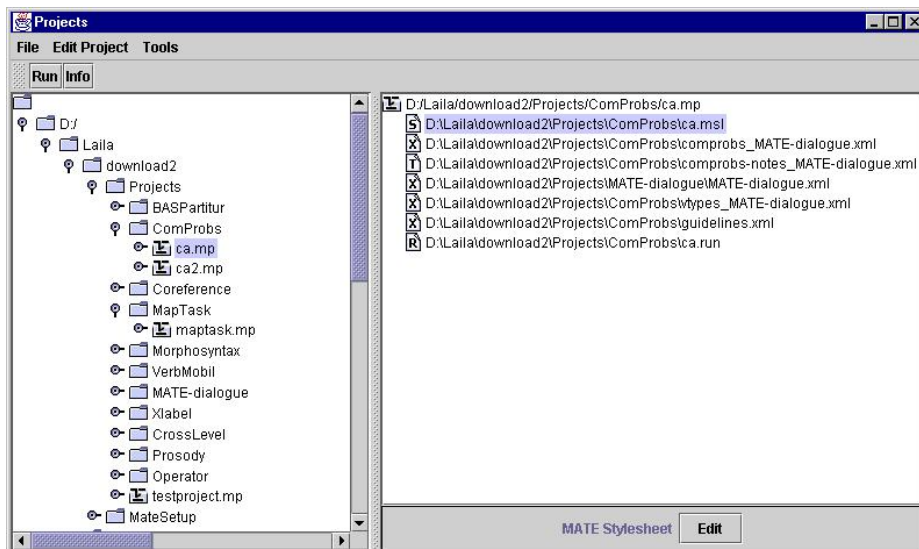 Projects
File Edit Project Tools
Run Info
D:/
Laila
download2
Projects
BASPartitur
ComProbs
ca.mp
ca2.mp
Coreference
MapTask
maptask.mp
Morphosyntax
VerbMobil
MATE-dialogue
Xlabel
CrossLevel
Prosody
Operator
testproject.mp
MateSetup
D:/Laila/download2/Projects/ComProbs/ca.mp
S D:\Laila\download2\Projects\ComProbs\ca.msl
X D:\Laila\download2\Projects\ComProbs\comprobs_MATE-dialogue.xml
T D:\Laila\download2\Projects\ComProbs\comprobs-notes_MATE-dialogue.xml
X D:\Laila\download2\Projects\MATE-dialogue\MATE-dialogue.xml
X D:\Laila\download2\Projects\ComProbs\vtypes_MATE-dialogue.xml
X D:\Laila\download2\Projects\ComProbs\guidelines.xml
R D:\Laila\download2\Projects\ComProbs\ca.run
MATE Stylesheet Edit